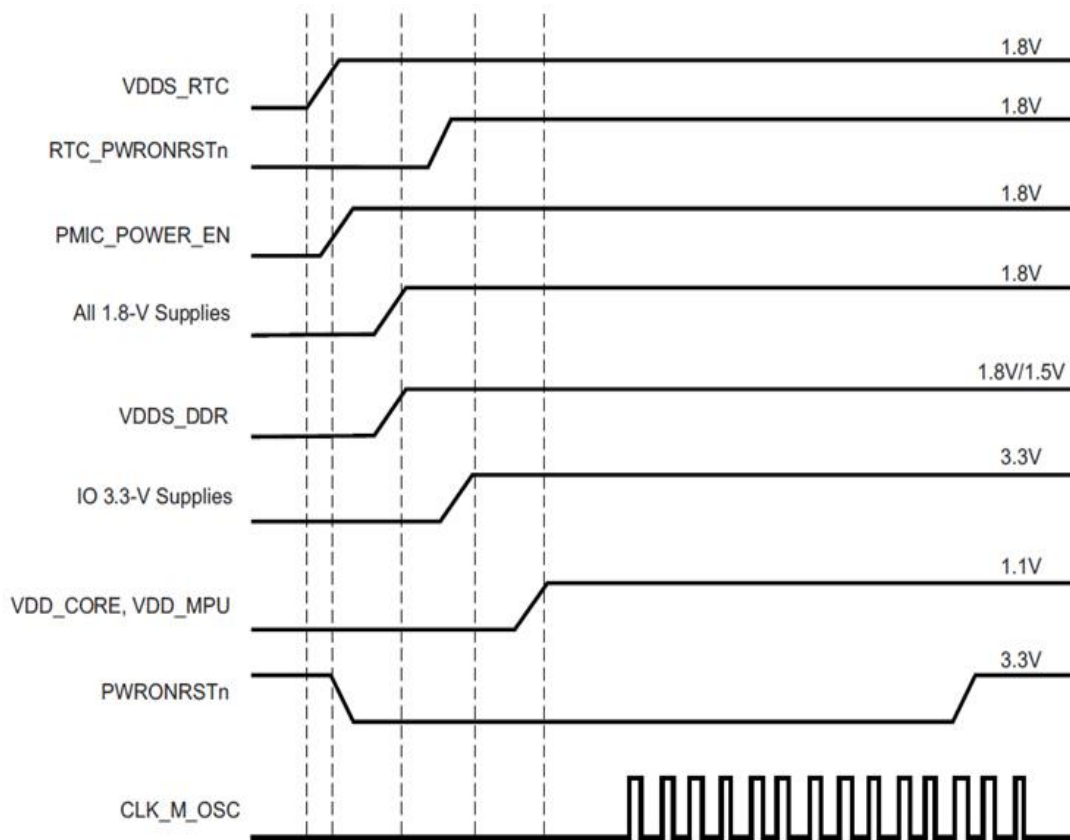 1.8V
VDDS_RTC
1.8V
RTC_PWRONRSTn
1.8V
PMIC_POWER_EN
1.8V
All 1.8-V Supplies
1.8V/1.5V
VDDS_DDR
3.3V
IO 3.3-V Supplies
1.1V
VDD_CORE, VDD_MPU
3.3V
PWRONRSTn
CLK_M_OSC